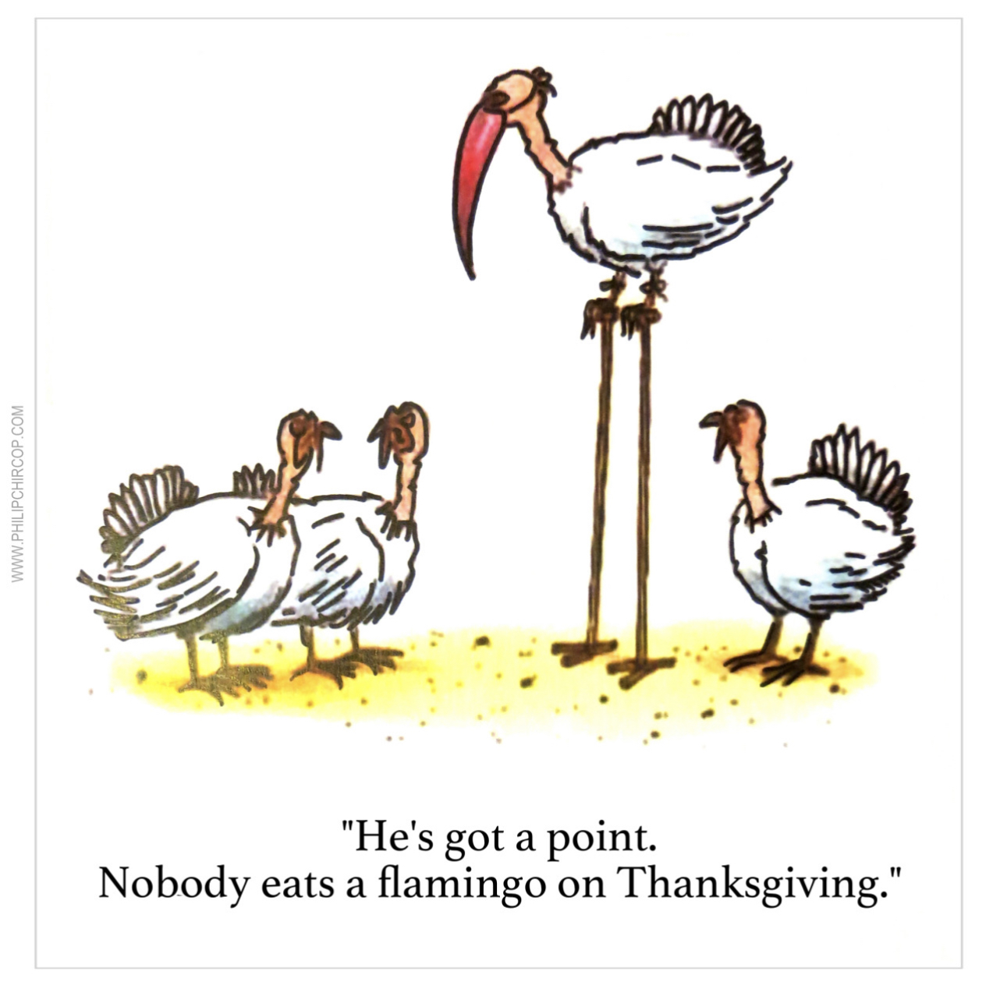 WWW.PHILIPCHIRCOP.COM
"He's got a point.
Nobody eats a flamingo on Thanksgiving."